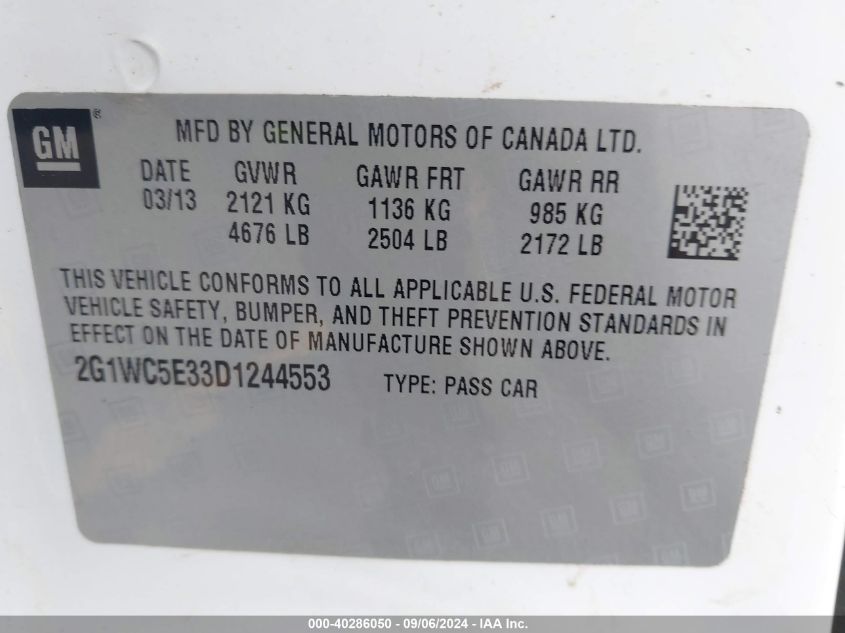 GM ®
MFD BY GENERAL MOTORS OF CANADA LTD.
DATE GVWR GAWR FRT GAWR RR
03/13 2121 KG 1136 KG 985 KG
4676 LB 2504 LB 2172 LB
THIS VEHICLE CONFORMS TO ALL APPLICABLE U.S. FEDERAL MOTOR
VEHICLE SAFETY, BUMPER, AND THEFT PREVENTION STANDARDS IN
EFFECT ON THE DATE OF MANUFACTURE SHOWN ABOVE.
2G1WC5E33D1244553 TYPE: PASS CAR
000-40286050 - 09/06/2024 - IAA Inc.